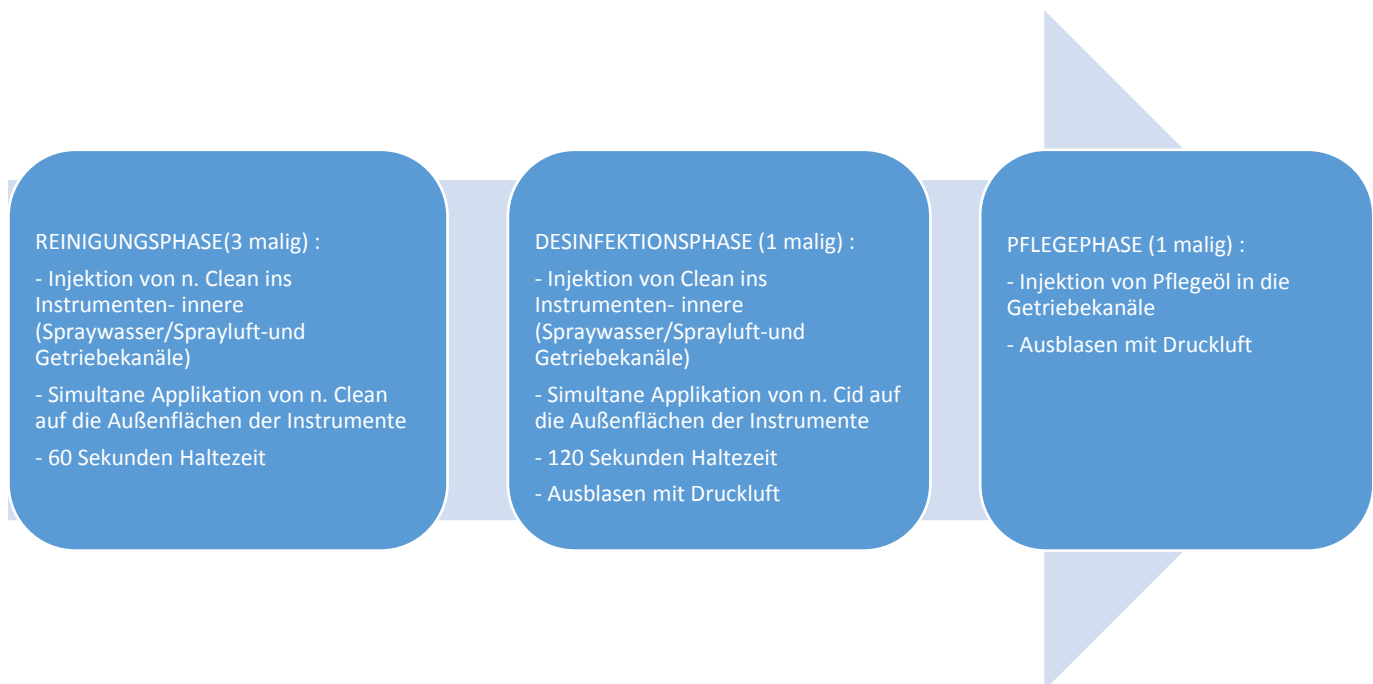 REINIGUNGSPHASE(3 malig) :
- Injektion von n. Clean ins
Instrumenten- innere
(Spraywasser/Sprayluft-und
Getriebekanäle)
- Simultane Applikation von n. Clean
auf die Außenflächen der Instrumente
- 60 Sekunden Haltezeit
DESINFEKTIONSPHASE (1 malig) :
- Injektion von Clean ins
Instrumenten- innere
(Spraywasser/Sprayluft-und
Getriebekanäle)
- Simultane Applikation von n. Cid auf
die Außenflächen der Instrumente
- 120 Sekunden Haltezeit
- Ausblasen mit Druckluft
PFLEGEPHASE (1 malig) :
- Injektion von Pflegeöl in die
Getriebekanäle
- Ausblasen mit Druckluft